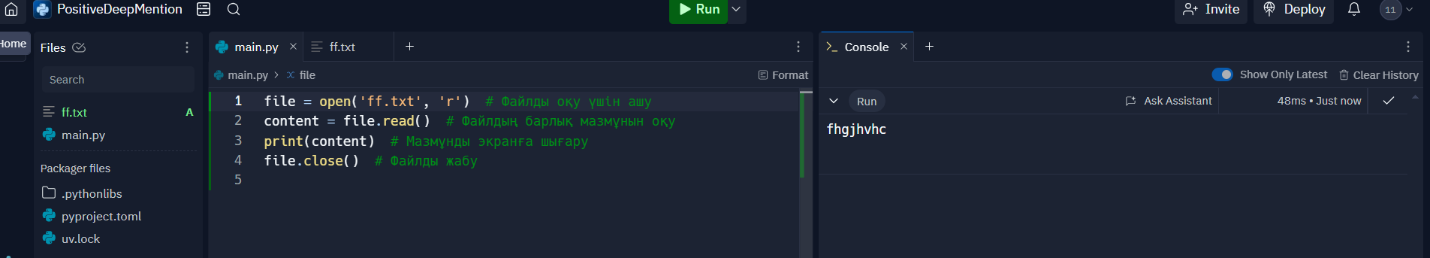 PositiveDeepMention
Run
Invite
Deploy
11
Home
Files
main.py
ff.txt
Console
Search
main.py > file
Format
Show Only Latest
Clear History
ff.txt A
main.py
Packager files
.pythonlibs
pyproject.toml
uv.lock
1 file = open('ff.txt', 'r')  # Файлды оқу үшін ашу
2 content = file.read()  # Файлдың барлық мазмұнын оқу
3 print(content)  # Мазмұнды экранға шығару
4 file.close()  # Файлды жабу
5
Run
Ask Assistant
48ms • Just now
fhgjhvhc